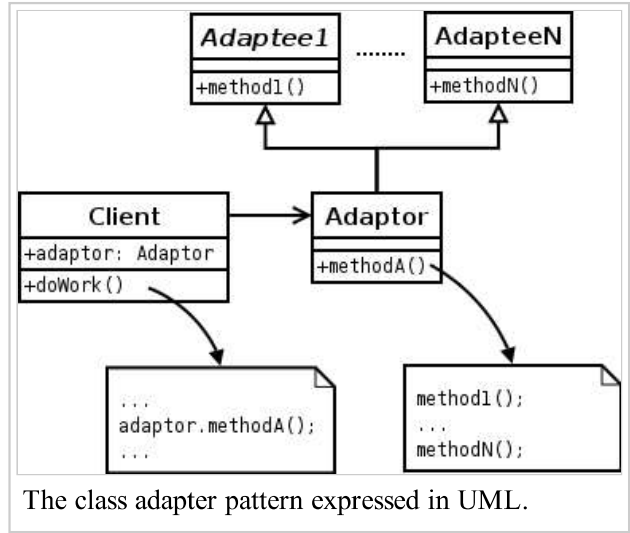 Adaptee1
........
AdapteeN
+method1()
+methodN()
Client
Adaptor
+adaptor: Adaptor
+doWork()
+methodA()
...
adaptor.methodA();
...
method1();
...
methodN();
The class adapter pattern expressed in UML.